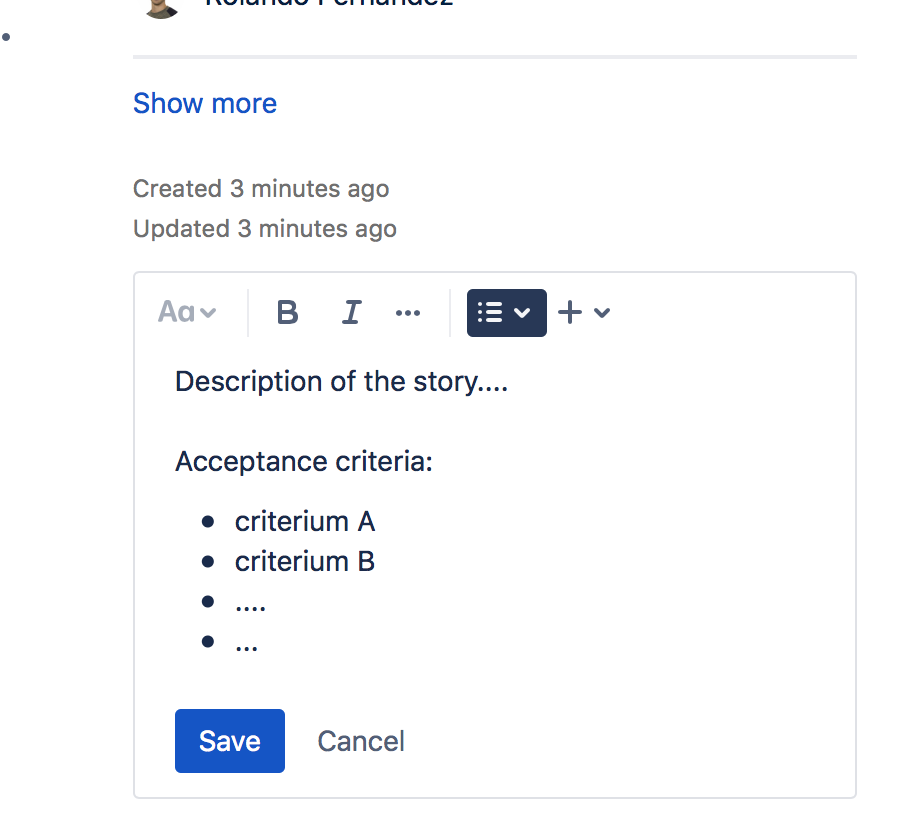 Rolando Fernandez
Show more
Created 3 minutes ago
Updated 3 minutes ago
Aa B I ...
Description of the story....
Acceptance criteria:
criterium A
criterium B
....
...
Save Cancel